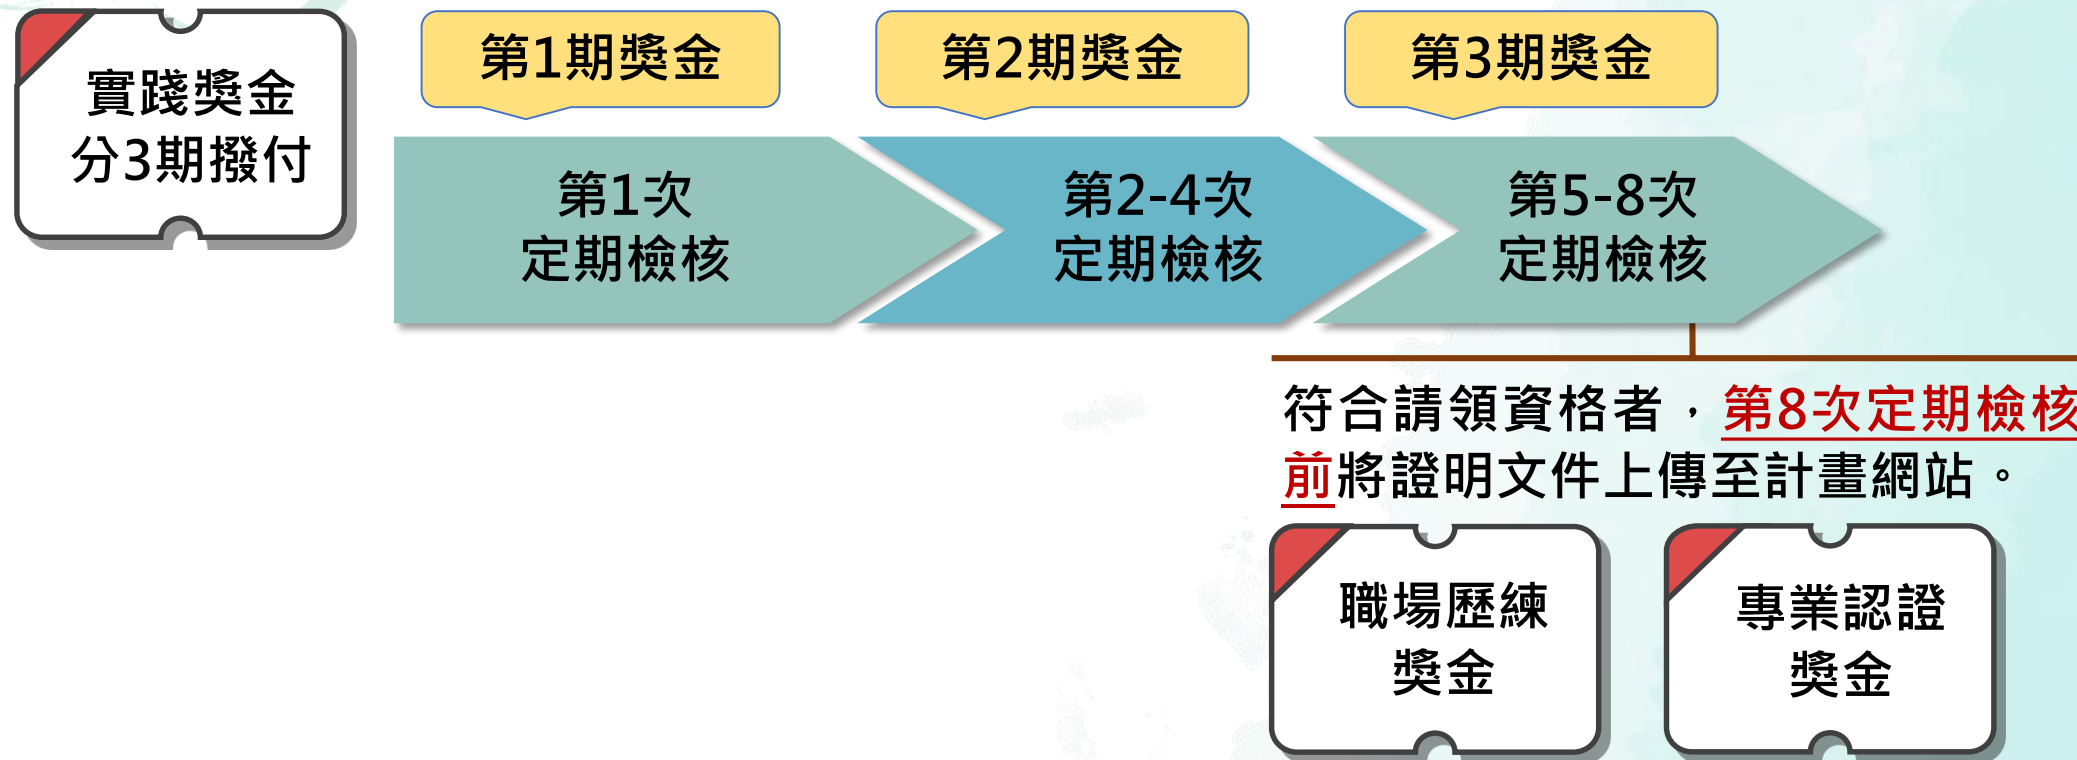 實踐獎金
分3期撥付
第1期獎金
第2期獎金
第3期獎金
第1次
定期檢核
第2-4次
定期檢核
第5-8次
定期檢核
符合請領資格者，第8次定期檢核
前將證明文件上傳至計畫網站。
職場歷練
獎金
專業認證
獎金